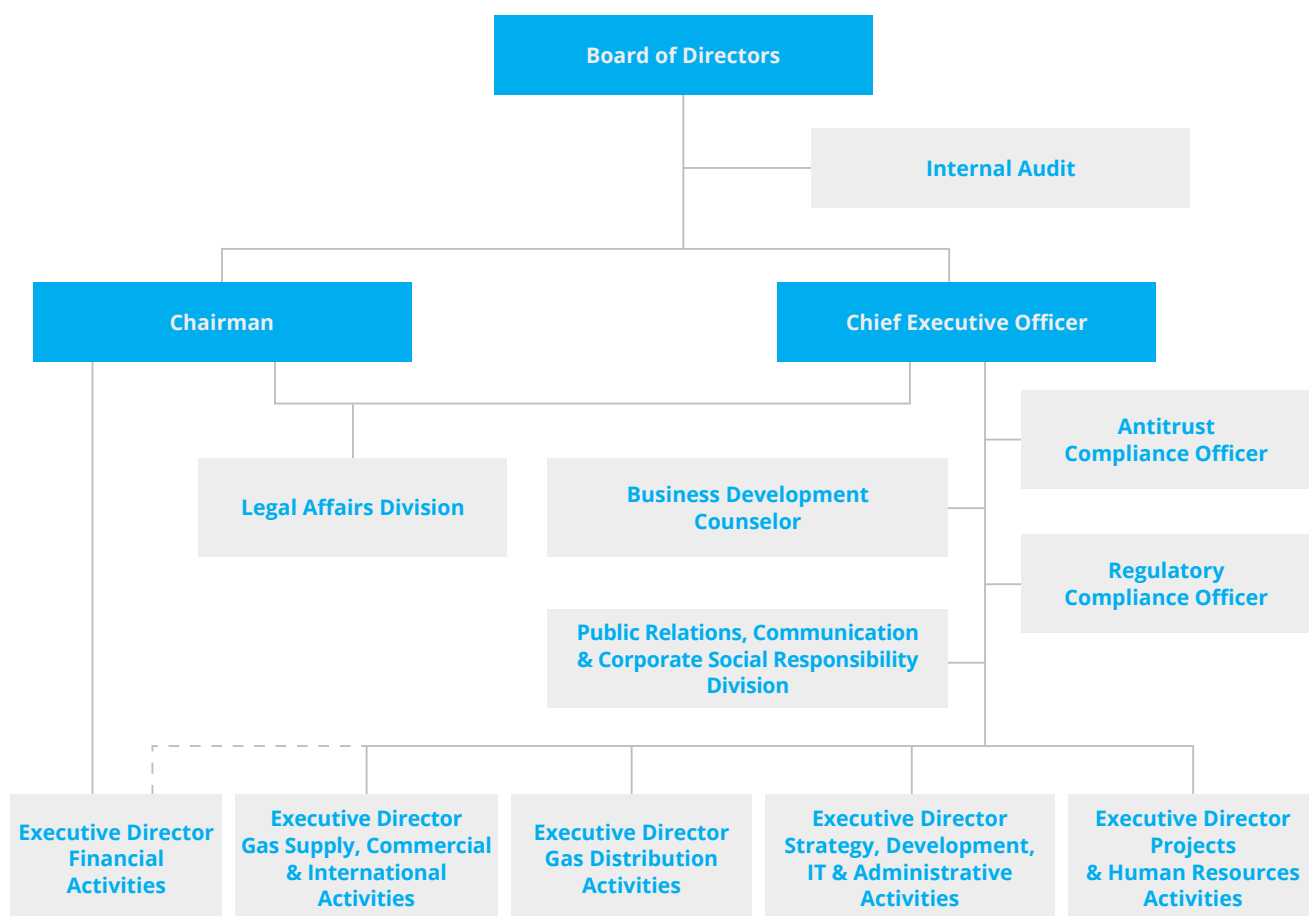 Board of Directors
Internal Audit
Chairman
Chief Executive Officer
Antitrust
Compliance Officer
Legal Affairs Division
Business Development
Counselor
Regulatory
Compliance Officer
Public Relations, Communication
& Corporate Social Responsibility
Division
Executive Director
Financial
Activities
Executive Director
Gas Supply, Commercial
& International
Activities
Executive Director
Gas Distribution
Activities
Executive Director
Strategy, Development,
IT & Administrative
Activities
Executive Director
Projects
& Human Resources
Activities